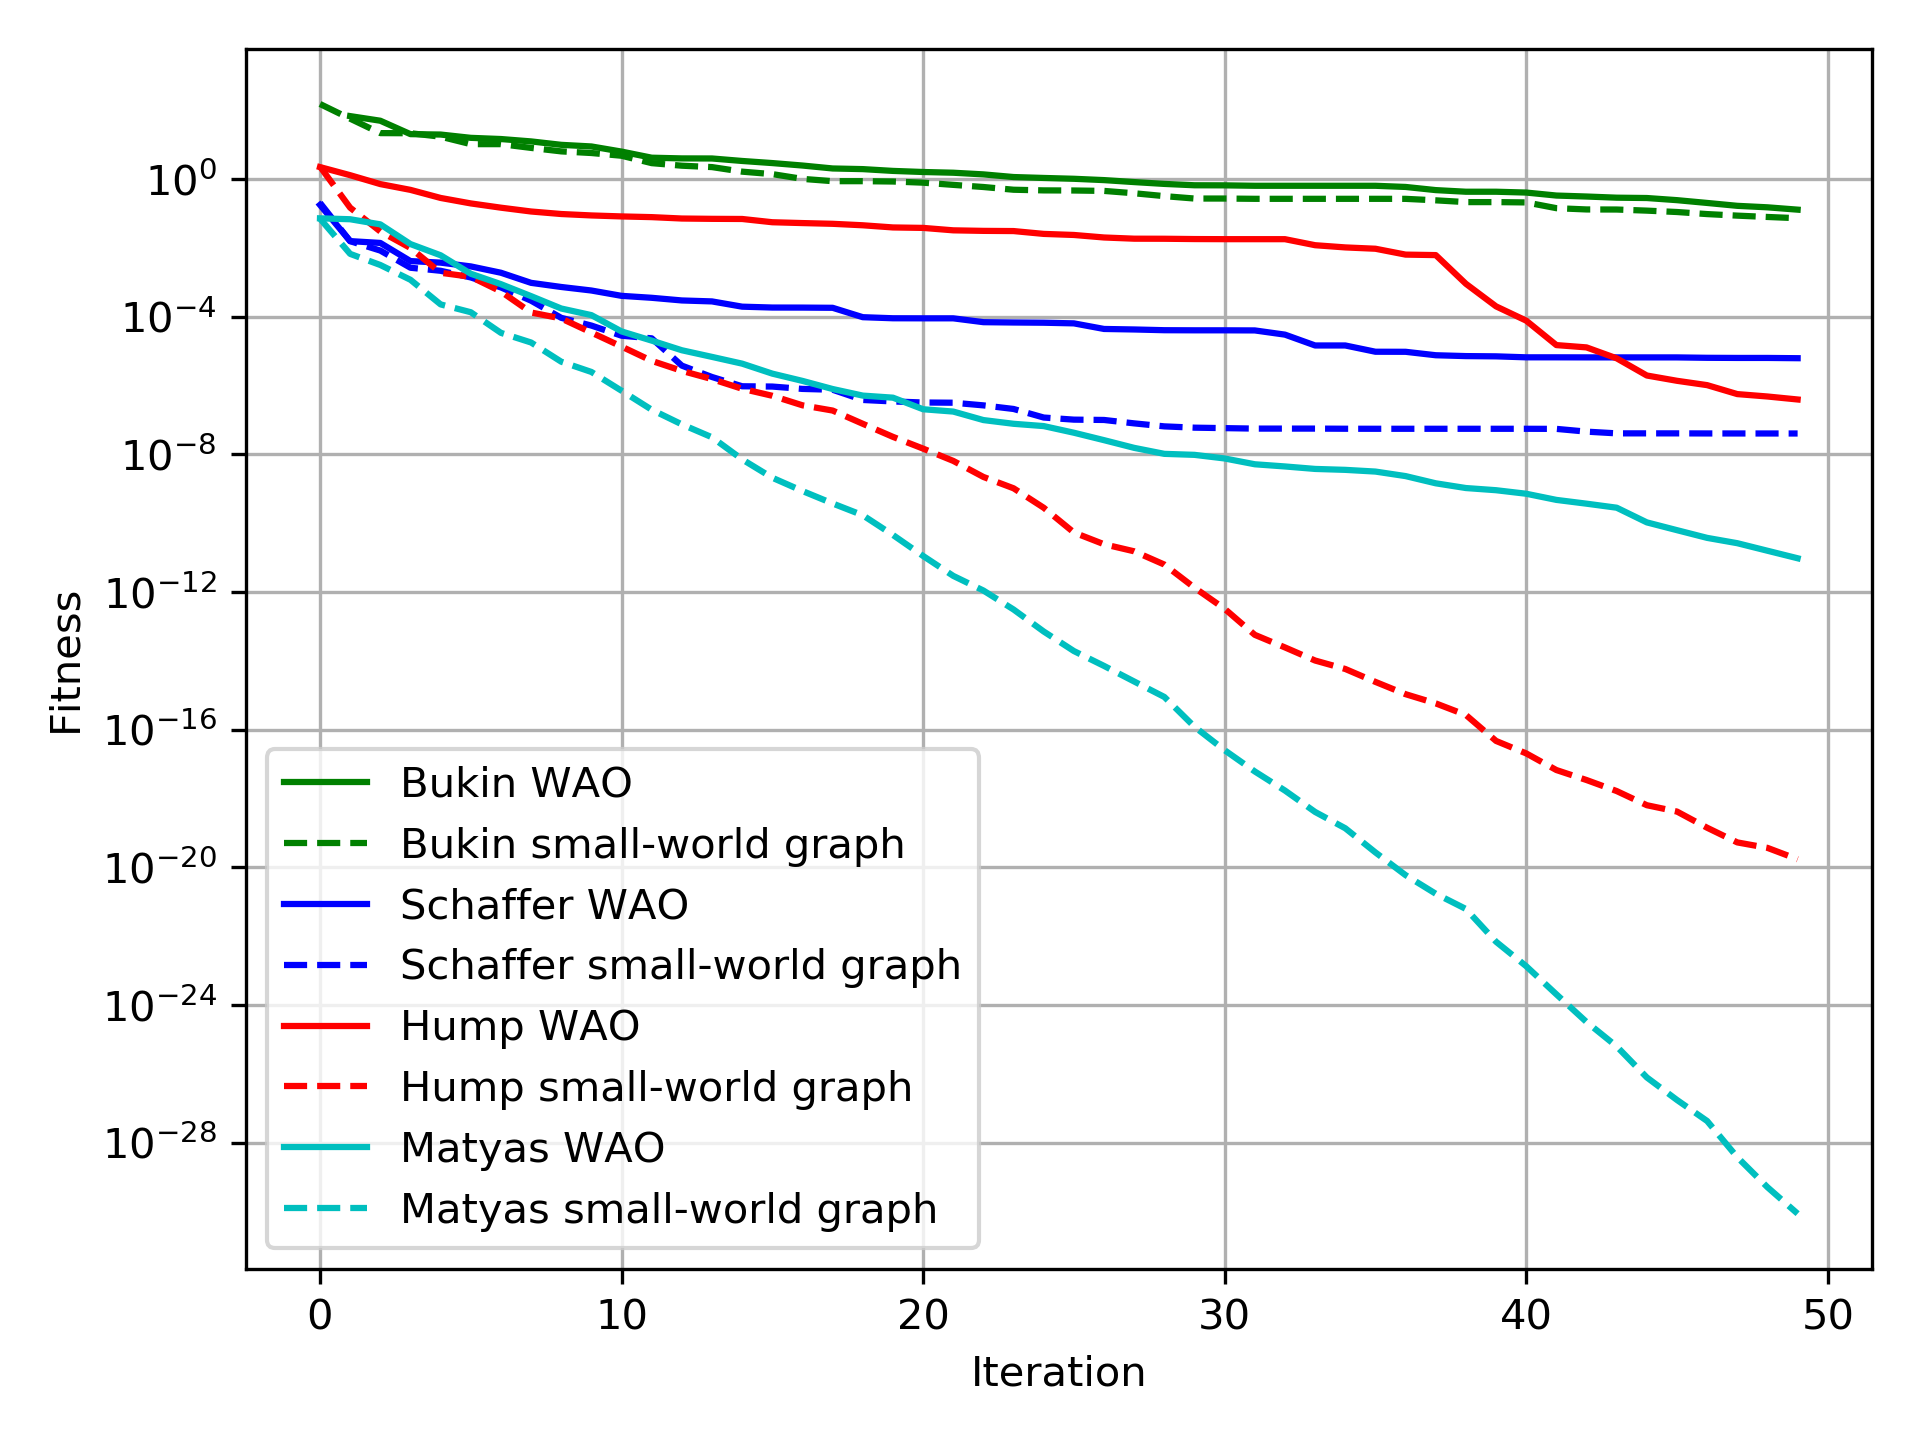 10⁰
10⁻⁴
10⁻⁸
10⁻¹²
10⁻¹⁶
10⁻²⁰
10⁻²⁴
10⁻²⁸
Fitness
Bukin WAO
Bukin small-world graph
Schaffer WAO
Schaffer small-world graph
Hump WAO
Hump small-world graph
Matyas WAO
Matyas small-world graph
0 10 20 30 40 50
Iteration